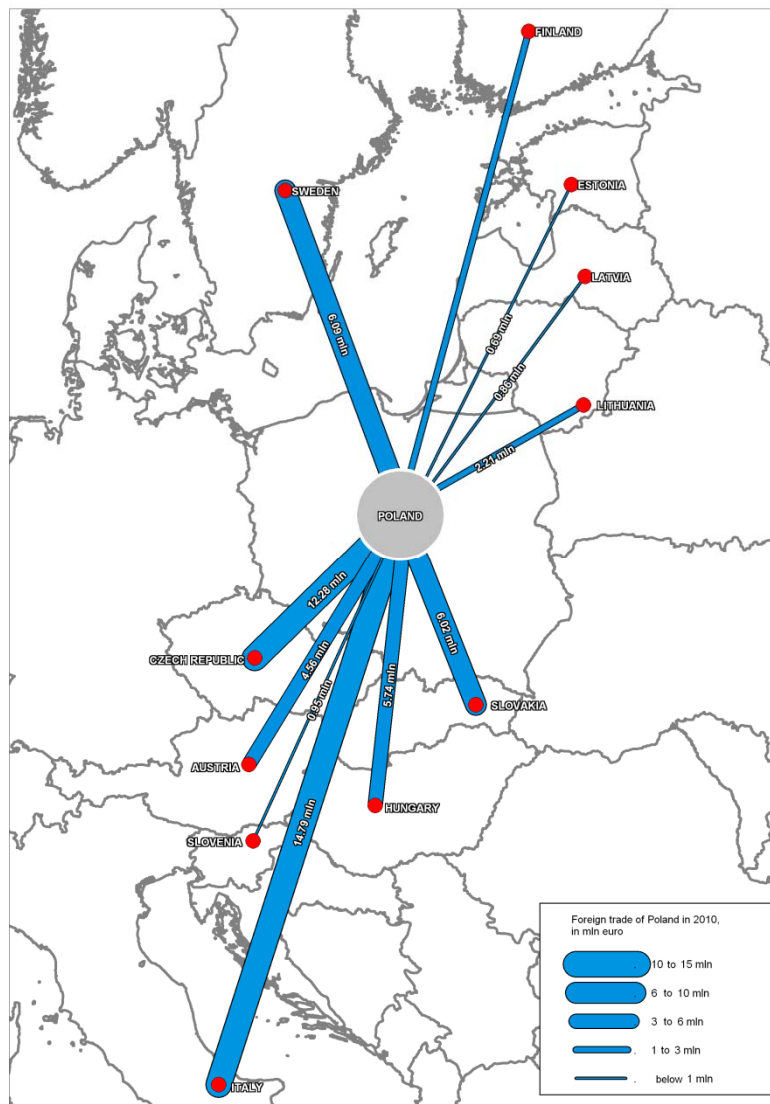 FINLAND
SWEDEN
ESTONIA
LATVIA
6.09 mln
0.69 mln
0.86 mln
LITHUANIA
2.21 mln
POLAND
12.28 mln
6.02 mln
4.56 mln
CZECH REPUBLIC
5.74 mln
0.95 mln
SLOVAKIA
AUSTRIA
14.79 mln
HUNGARY
SLOVENIA
Foreign trade of Poland in 2010,
in mln euro
10 to 15 mln
6 to 10 mln
3 to 6 mln
1 to 3 mln
below 1 mln
ITALY